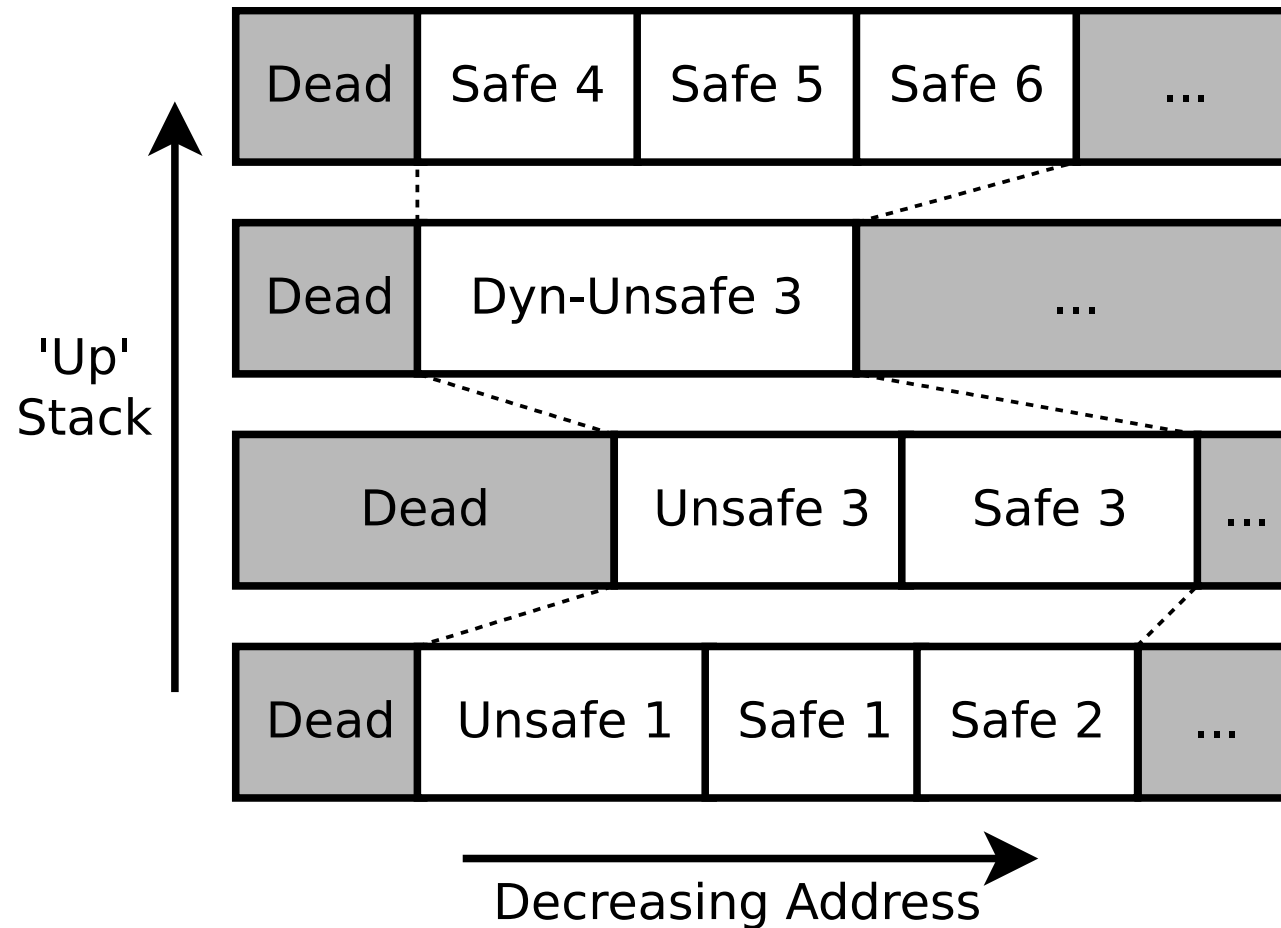 Dead Safe 4 Safe 5 Safe 6 ...
Dead Dyn-Unsafe 3 ...
'Up'
Stack
Dead Unsafe 3 Safe 3 ...
Dead Unsafe 1 Safe 1 Safe 2 ...
Decreasing Address